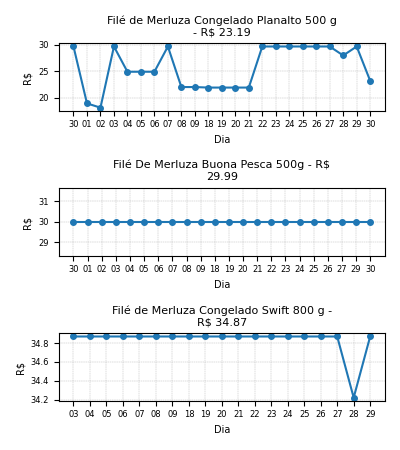 Filé de Merluza Congelado Planalto 500 g
- R$ 23.19
30
25
20
R$
30 01 02 03 04 05 06 07 08 09 18 19 20 21 22 23 24 25 26 27 28 29 30
Dia
Filé De Merluza Buona Pesca 500g - R$
29.99
31
30
29
R$
30 01 02 03 04 05 06 07 08 09 18 19 20 21 22 23 24 25 26 27 28 30
Dia
Filé de Merluza Congelado Swift 800 g -
R$ 34.87
34.8
34.6
34.4
34.2
R$
03 04 05 06 07 08 09 18 19 20 21 22 23 24 25 26 27 28 29
Dia